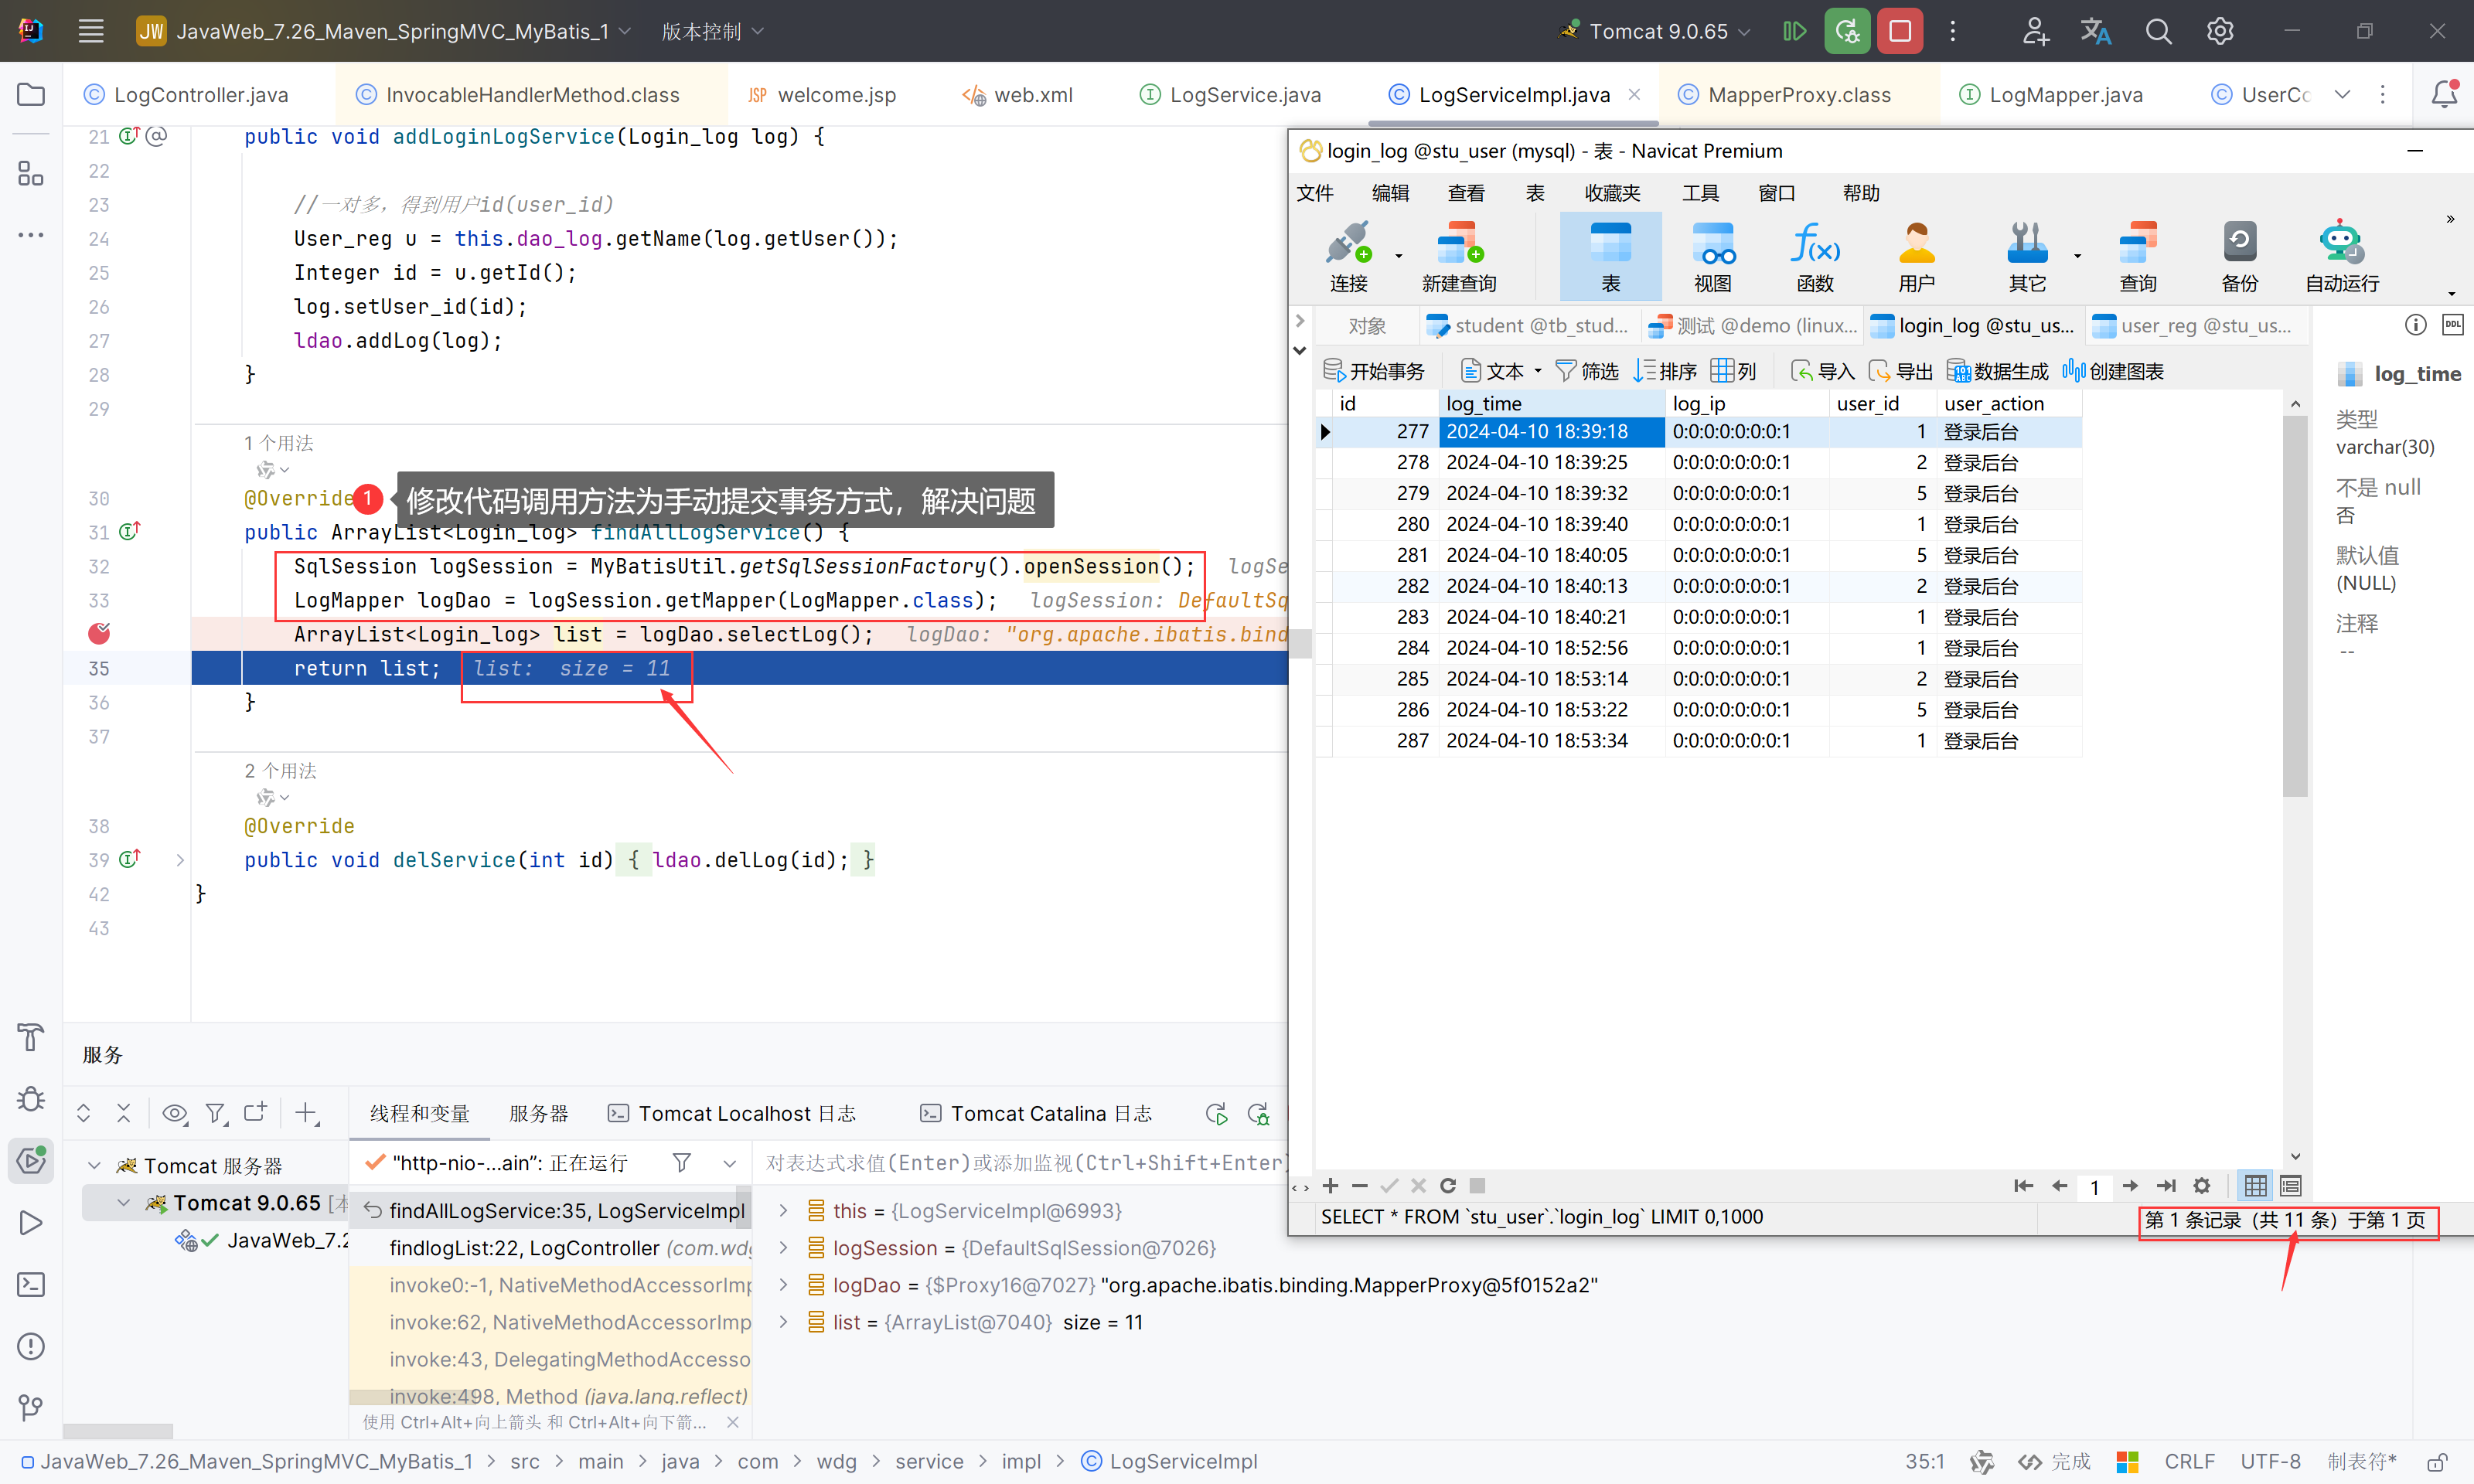 JW JavaWeb_7.26_Maven_SpringMVC_MyBatis_1 版本控制 Tomcat 9.0.65
LogController.java InvocableHandlerMethod.class JSP welcome.jsp web.xml LogService.java LogServiceImpl.java MapperProxy.class LogMapper.java UserCo
21 public void addLoginLogService(Login_log log) {
22
23 //一对多，得到用户id(user_id)
24 User_reg u = this.dao_log.getName(log.getUser());
25 Integer id = u.getId();
26 log.setUser_id(id);
27 ldao.addLog(log);
28 }
29
1 个用法
30 @Override
1 修改代码调用方法为手动提交事务方式，解决问题
31 public ArrayList<Login_log> findAllLogService() {
32 SqlSession logSession = MyBatisUtil.getSqlSessionFactory().openSession(); logSe
33 LogMapper logDao = logSession.getMapper(LogMapper.class); logSession: DefaultSq
ArrayList<Login_log> list = logDao.selectLog(); logDao: "org.apache.ibatis.bind
35 return list; list: size = 11
36 }
37
2 个用法
38 @Override
39 public void delService(int id) { ldao.delLog(id); }
42 }
43
login_log @stu_user (mysql) - 表 - Navicat Premium
文件 编辑 查看 表 收藏夹 工具 窗口 帮助
连接 新建查询 表 视图 函数 用户 其它 查询 备份 自动运行
对象 student @tb_stud... 测试 @demo (linux... login_log @stu_us... user_reg @stu_us... DDL
开始事务 文本 筛选 排序 列 导入 导出 数据生成 创建图表
id log_time log_ip user_id user_action
277 2024-04-10 18:39:18 0:0:0:0:0:0:0:1 1 登录后台
278 2024-04-10 18:39:25 0:0:0:0:0:0:0:1 2 登录后台
279 2024-04-10 18:39:32 0:0:0:0:0:0:0:1 5 登录后台
280 2024-04-10 18:39:40 0:0:0:0:0:0:0:1 1 登录后台
281 2024-04-10 18:40:05 0:0:0:0:0:0:0:1 5 登录后台
282 2024-04-10 18:40:13 0:0:0:0:0:0:0:1 2 登录后台
283 2024-04-10 18:40:21 0:0:0:0:0:0:0:1 1 登录后台
284 2024-04-10 18:52:56 0:0:0:0:0:0:0:1 1 登录后台
285 2024-04-10 18:53:14 0:0:0:0:0:0:0:1 2 登录后台
286 2024-04-10 18:53:22 0:0:0:0:0:0:0:1 5 登录后台
287 2024-04-10 18:53:34 0:0:0:0:0:0:0:1 1 登录后台
log_time
类型
varchar(30)
不是 null
否
默认值
(NULL)
注释
--
1
SELECT * FROM `stu_user`.`login_log` LIMIT 0,1000 第 1 条记录（共 11 条）于第 1 页
服务
线程和变量 服务器 Tomcat Localhost 日志 Tomcat Catalina 日志
Tomcat 服务器
Tomcat 9.0.65 [本
JavaWeb_7.2
"http-nio-...ain": 正在运行
对表达式求值(Enter)或添加监视(Ctrl+Shift+Enter)
findAllLogService:35, LogServiceImpl
findlogList:22, LogController (com.wdg
invoke0:-1, NativeMethodAccessorImp
invoke:62, NativeMethodAccessorImp
invoke:43, DelegatingMethodAccesso
invoke:498, Method (java.lang.reflect)
使用 Ctrl+Alt+向上箭头 和 Ctrl+Alt+向下箭...
this = {LogServiceImpl@6993}
logSession = {DefaultSqlSession@7026}
logDao = {$Proxy16@7027} "org.apache.ibatis.binding.MapperProxy@5f0152a2"
list = {ArrayList@7040} size = 11
JavaWeb_7.26_Maven_SpringMVC_MyBatis_1 > src > main > java > com > wdg > service > impl > LogServiceImpl 35:1 完成 CRLF UTF-8 制表符*